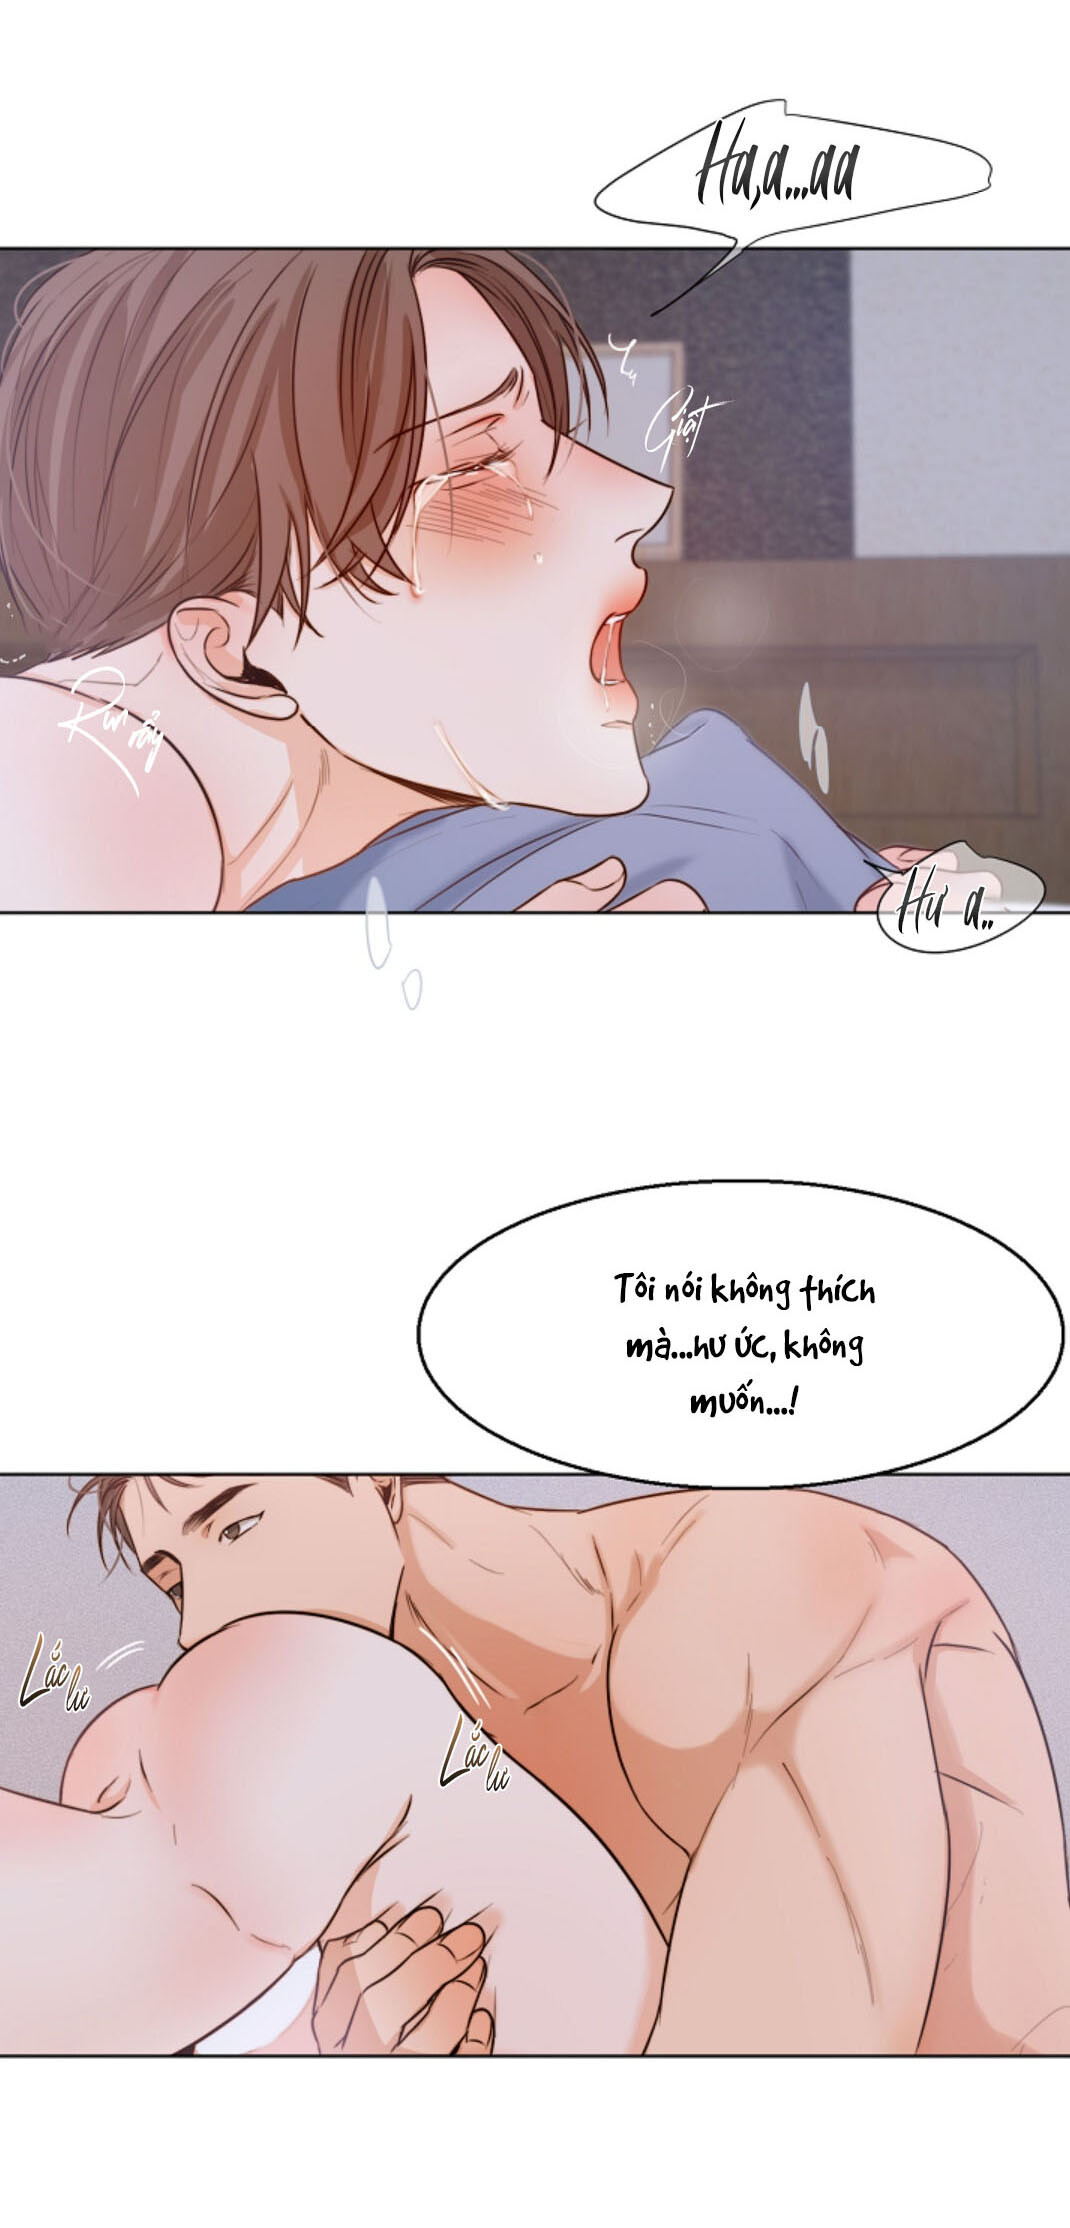 Ha,a...aa
Giật
Run
rẩy
Hư a..
Tôi nói không thích
mà...hư ức, không
muốn...!
Lắc
lư
Lắc
lư